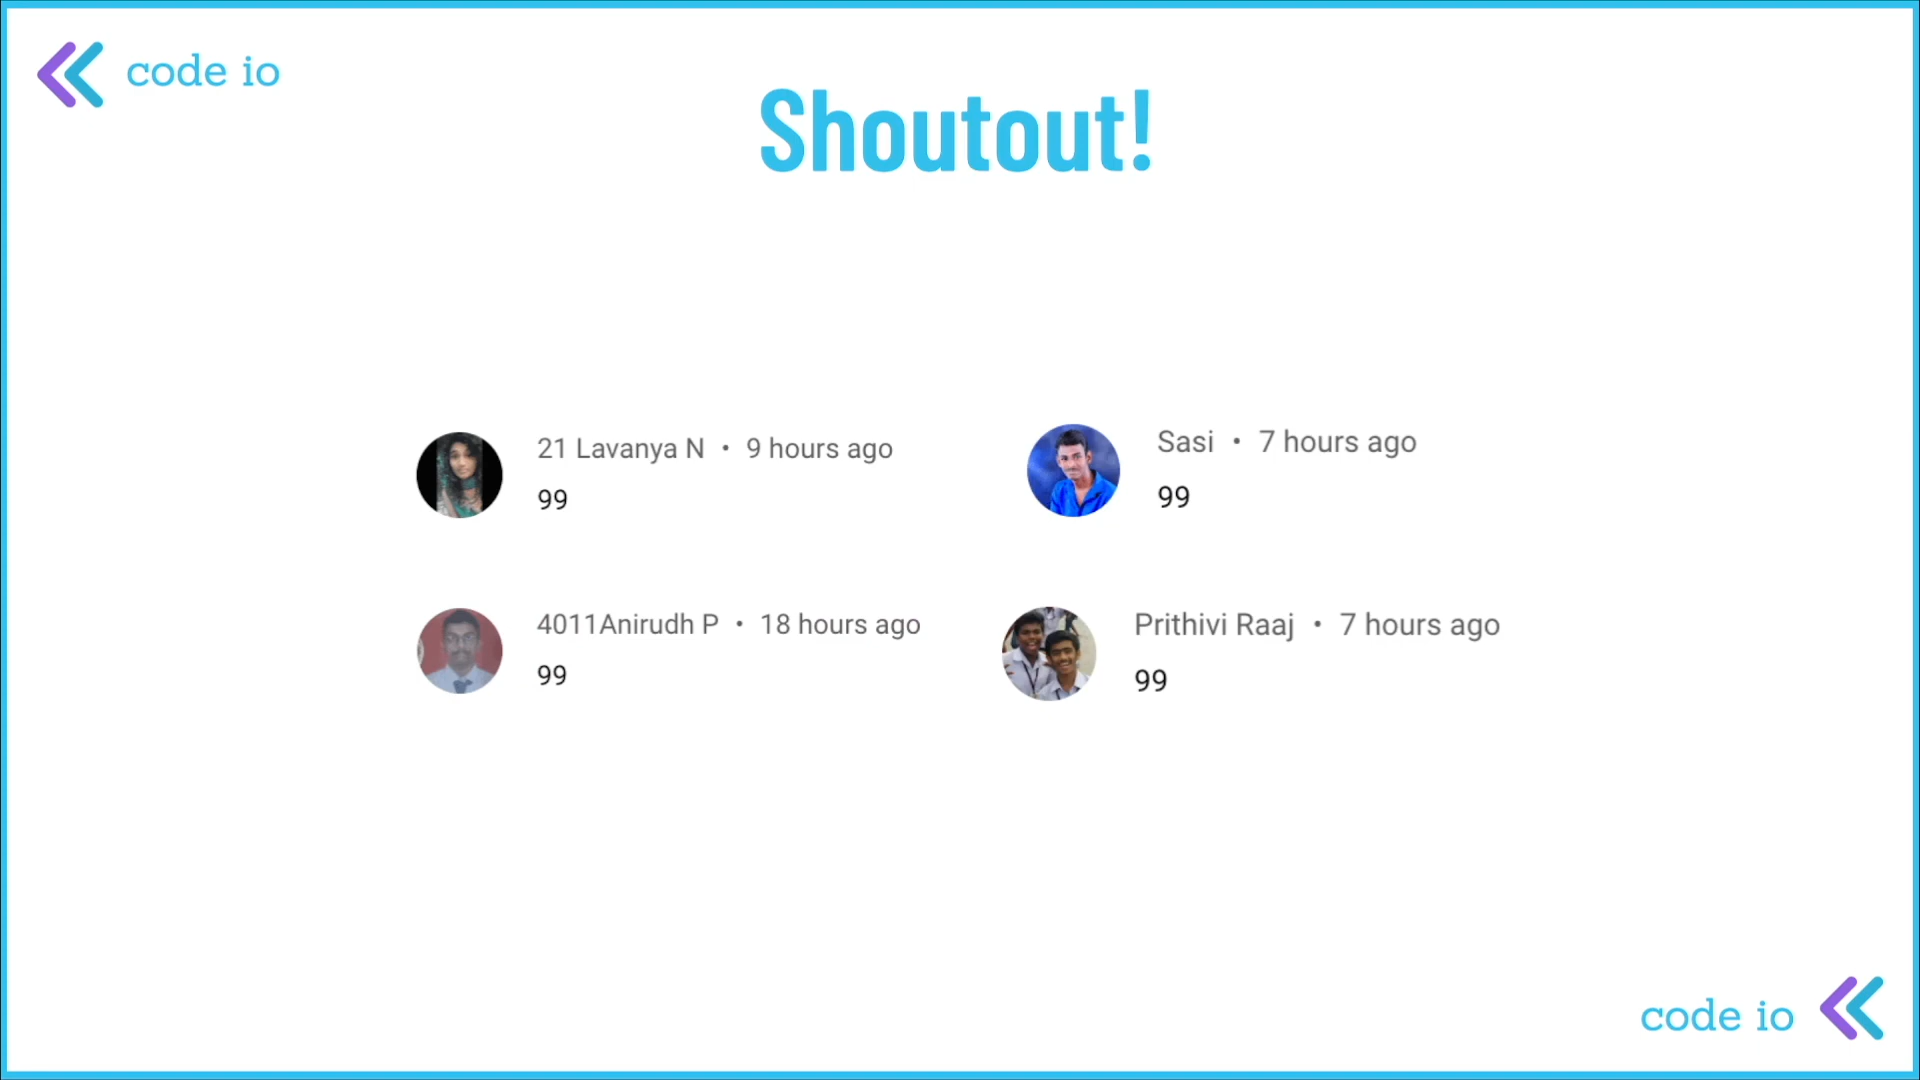 code io
Shoutout!
21 Lavanya N • 9 hours ago
99
Sasi • 7 hours ago
99
4011Anirudh P • 18 hours ago
99
Prithivi Raaj • 7 hours ago
99
code io